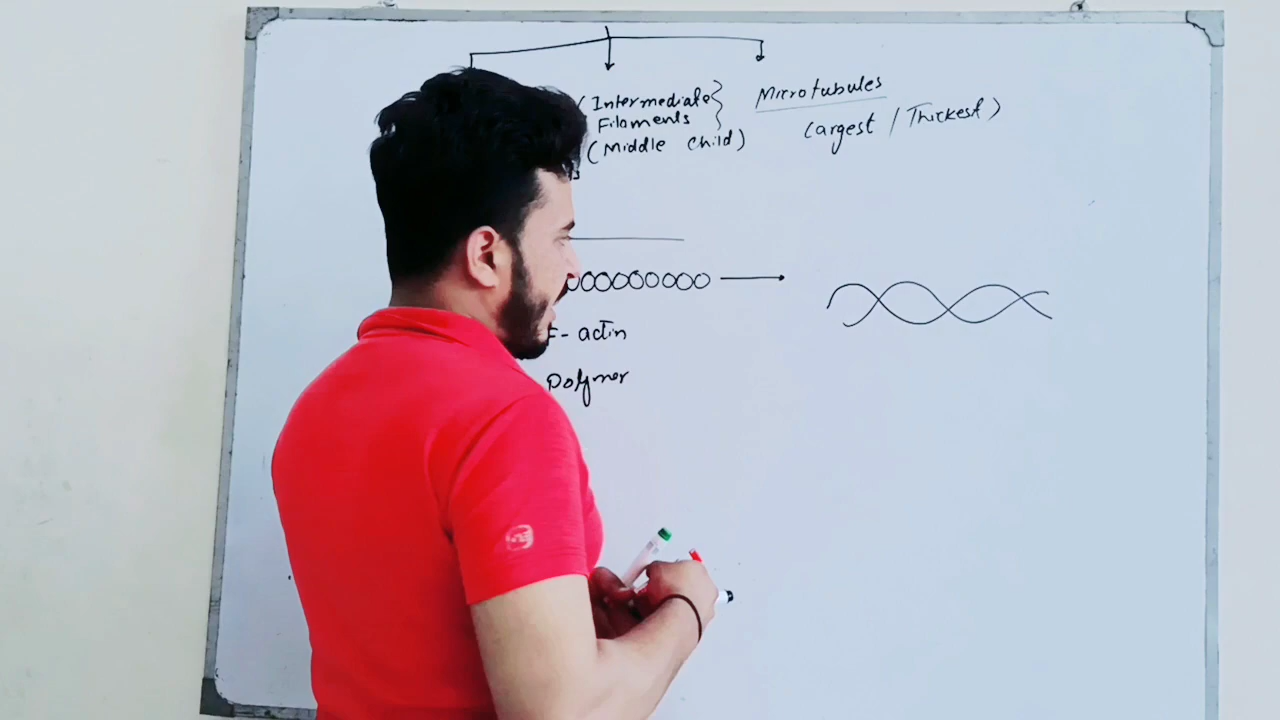 (Intermediate}
Filaments
(Middle Child)
Microtubules
Largest / Thickest)
F- actin
Polymer